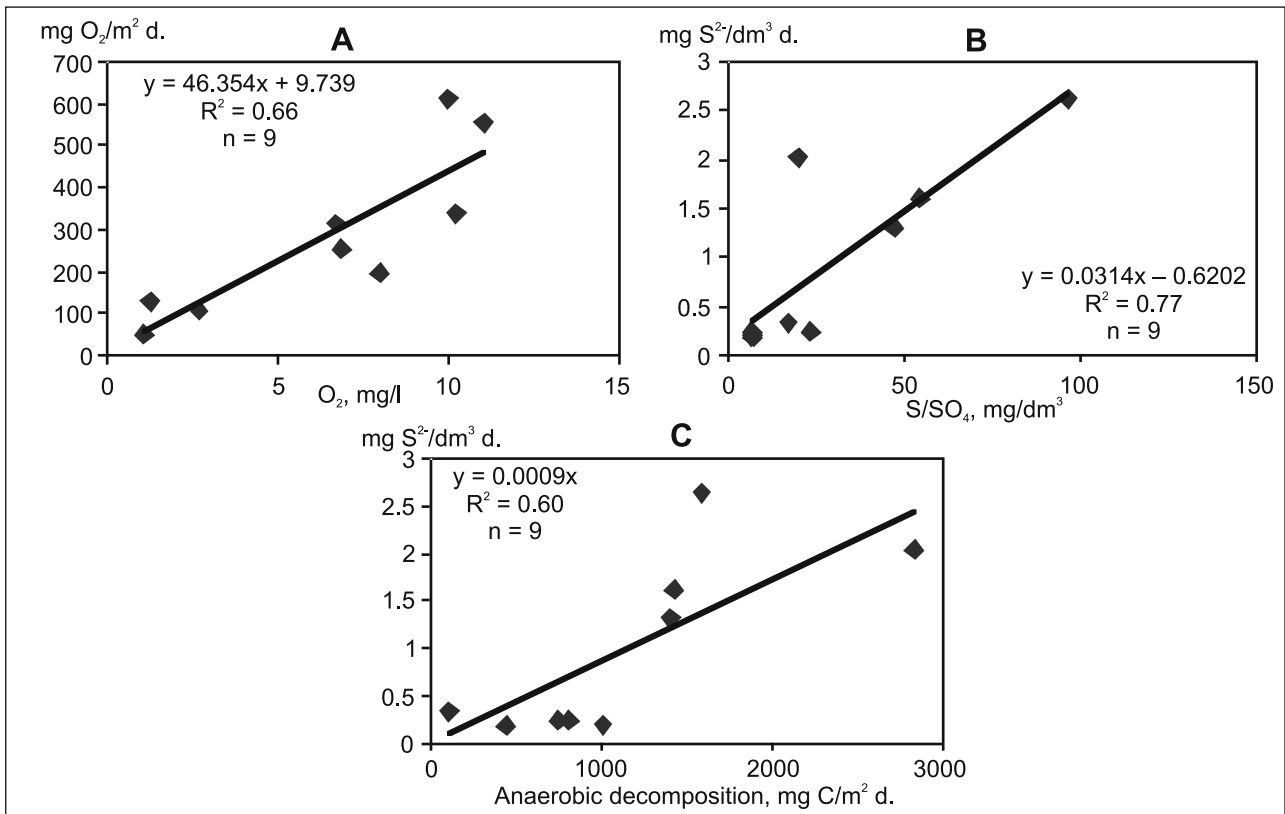 mg O₂/m² d.
A
y = 46.354x + 9.739
R² = 0.66
n = 9
700
600
500
400
300
200
100
0
0 5 10 15
O₂, mg/l
mg S²⁻/dm³ d.
B
3
2.5
2
1.5
1
0.5
0
y = 0.0314x – 0.6202
R² = 0.77
n = 9
0 50 100 150
S/SO₄, mg/dm³
mg S²⁻/dm³ d.
C
y = 0.0009x
R² = 0.60
n = 9
3
2.5
2
1.5
1
0.5
0
0 1000 2000 3000
Anaerobic decomposition, mg C/m² d.